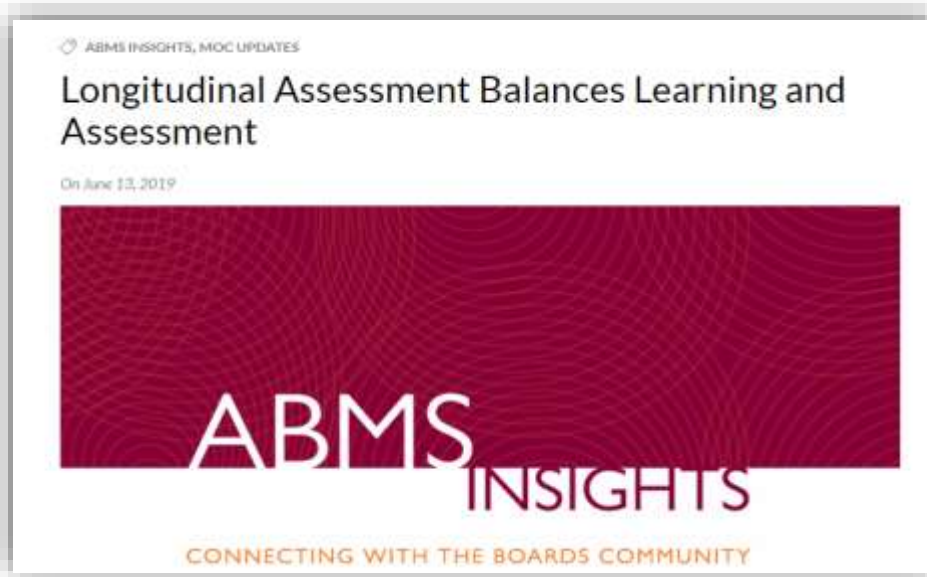 ABMS INSIGHTS, MOC UPDATES
Longitudinal Assessment Balances Learning and
Assessment
On June 13, 2019
ABMS
INSIGHTS
CONNECTING WITH THE BOARDS COMMUNITY